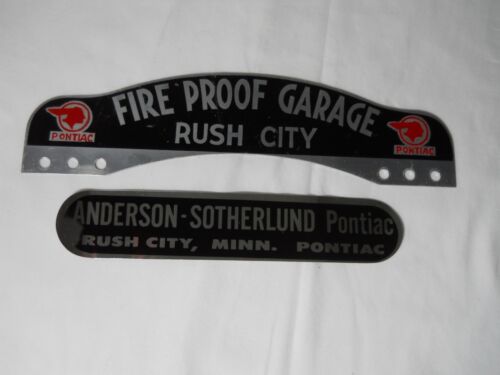 FIRE PROOF GARAGE
RUSH CITY
PONTIAC
PONTIAC
ANDERSON-SOTHERLUND Pontiac
RUSH CITY, MINN. PONTIAC